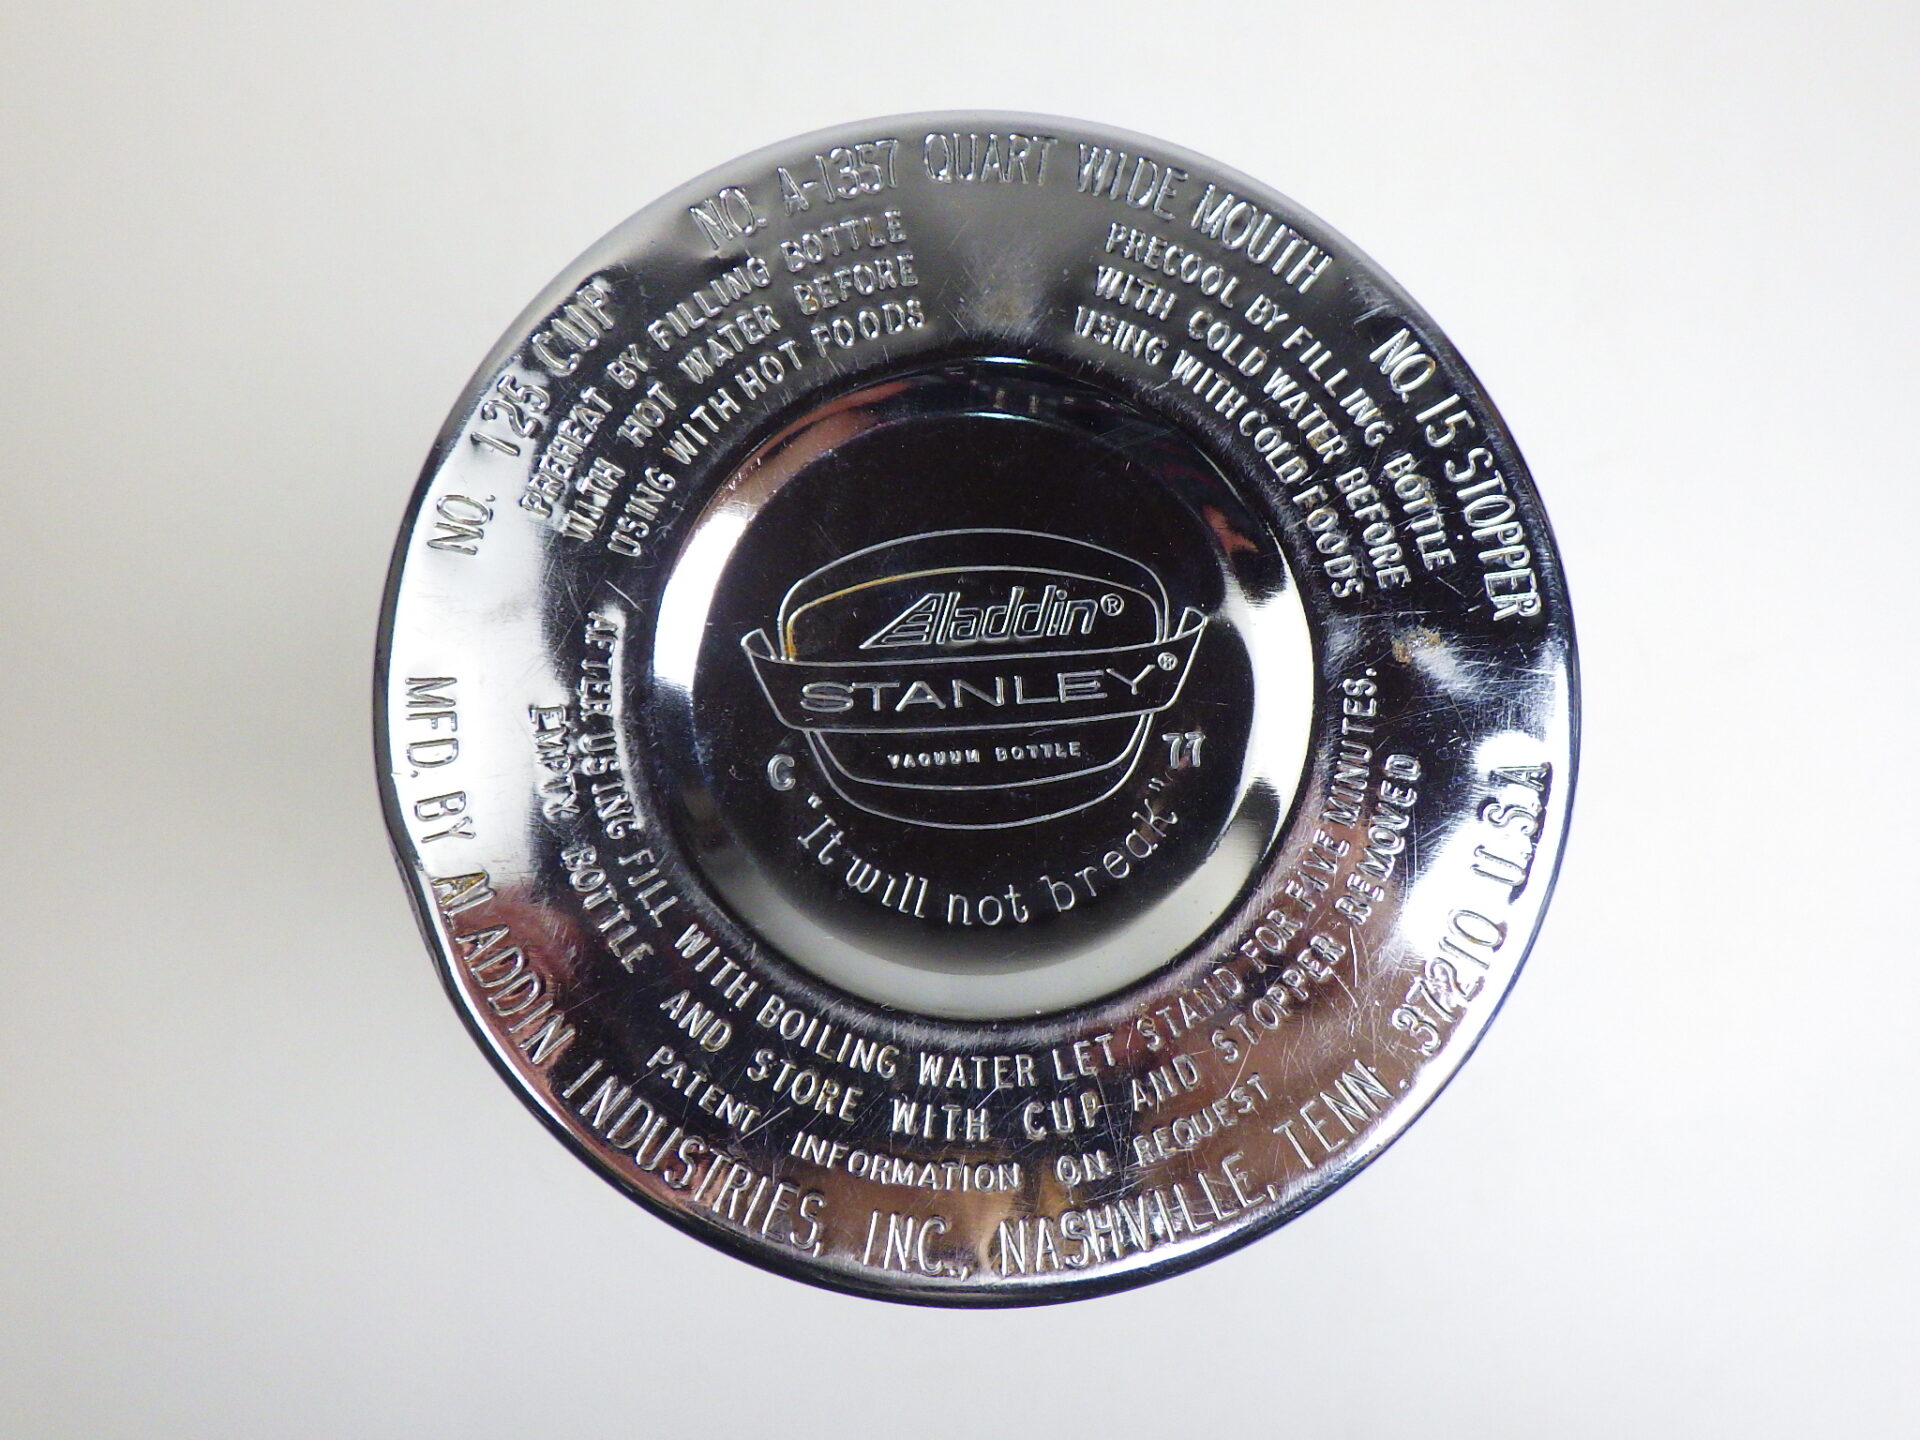 NO. A-1357 QUART WIDE MOUTH NO. 15 STOPPER
125 CUP
PREHEAT BY FILLING BOTTLE
WITH HOT WATER BEFORE
USING WITH HOT FOODS
PRECOOL BY FILLING BOTTLE
WITH COLD WATER BEFORE
USING WITH COLD FOODS
Aladdin®
STANLEY®
VACUUM BOTTLE
C 77
"It will not break"
AFTER USING FILL WITH BOILING WATER LET STAND FOR FIVE MINUTES.
EMPTY BOTTLE AND STORE WITH CUP AND STOPPER REMOVED
PATENT INFORMATION ON REQUEST
MFD. BY ALADDIN INDUSTRIES, INC., NASHVILLE, TENN. 37210 U.S.A